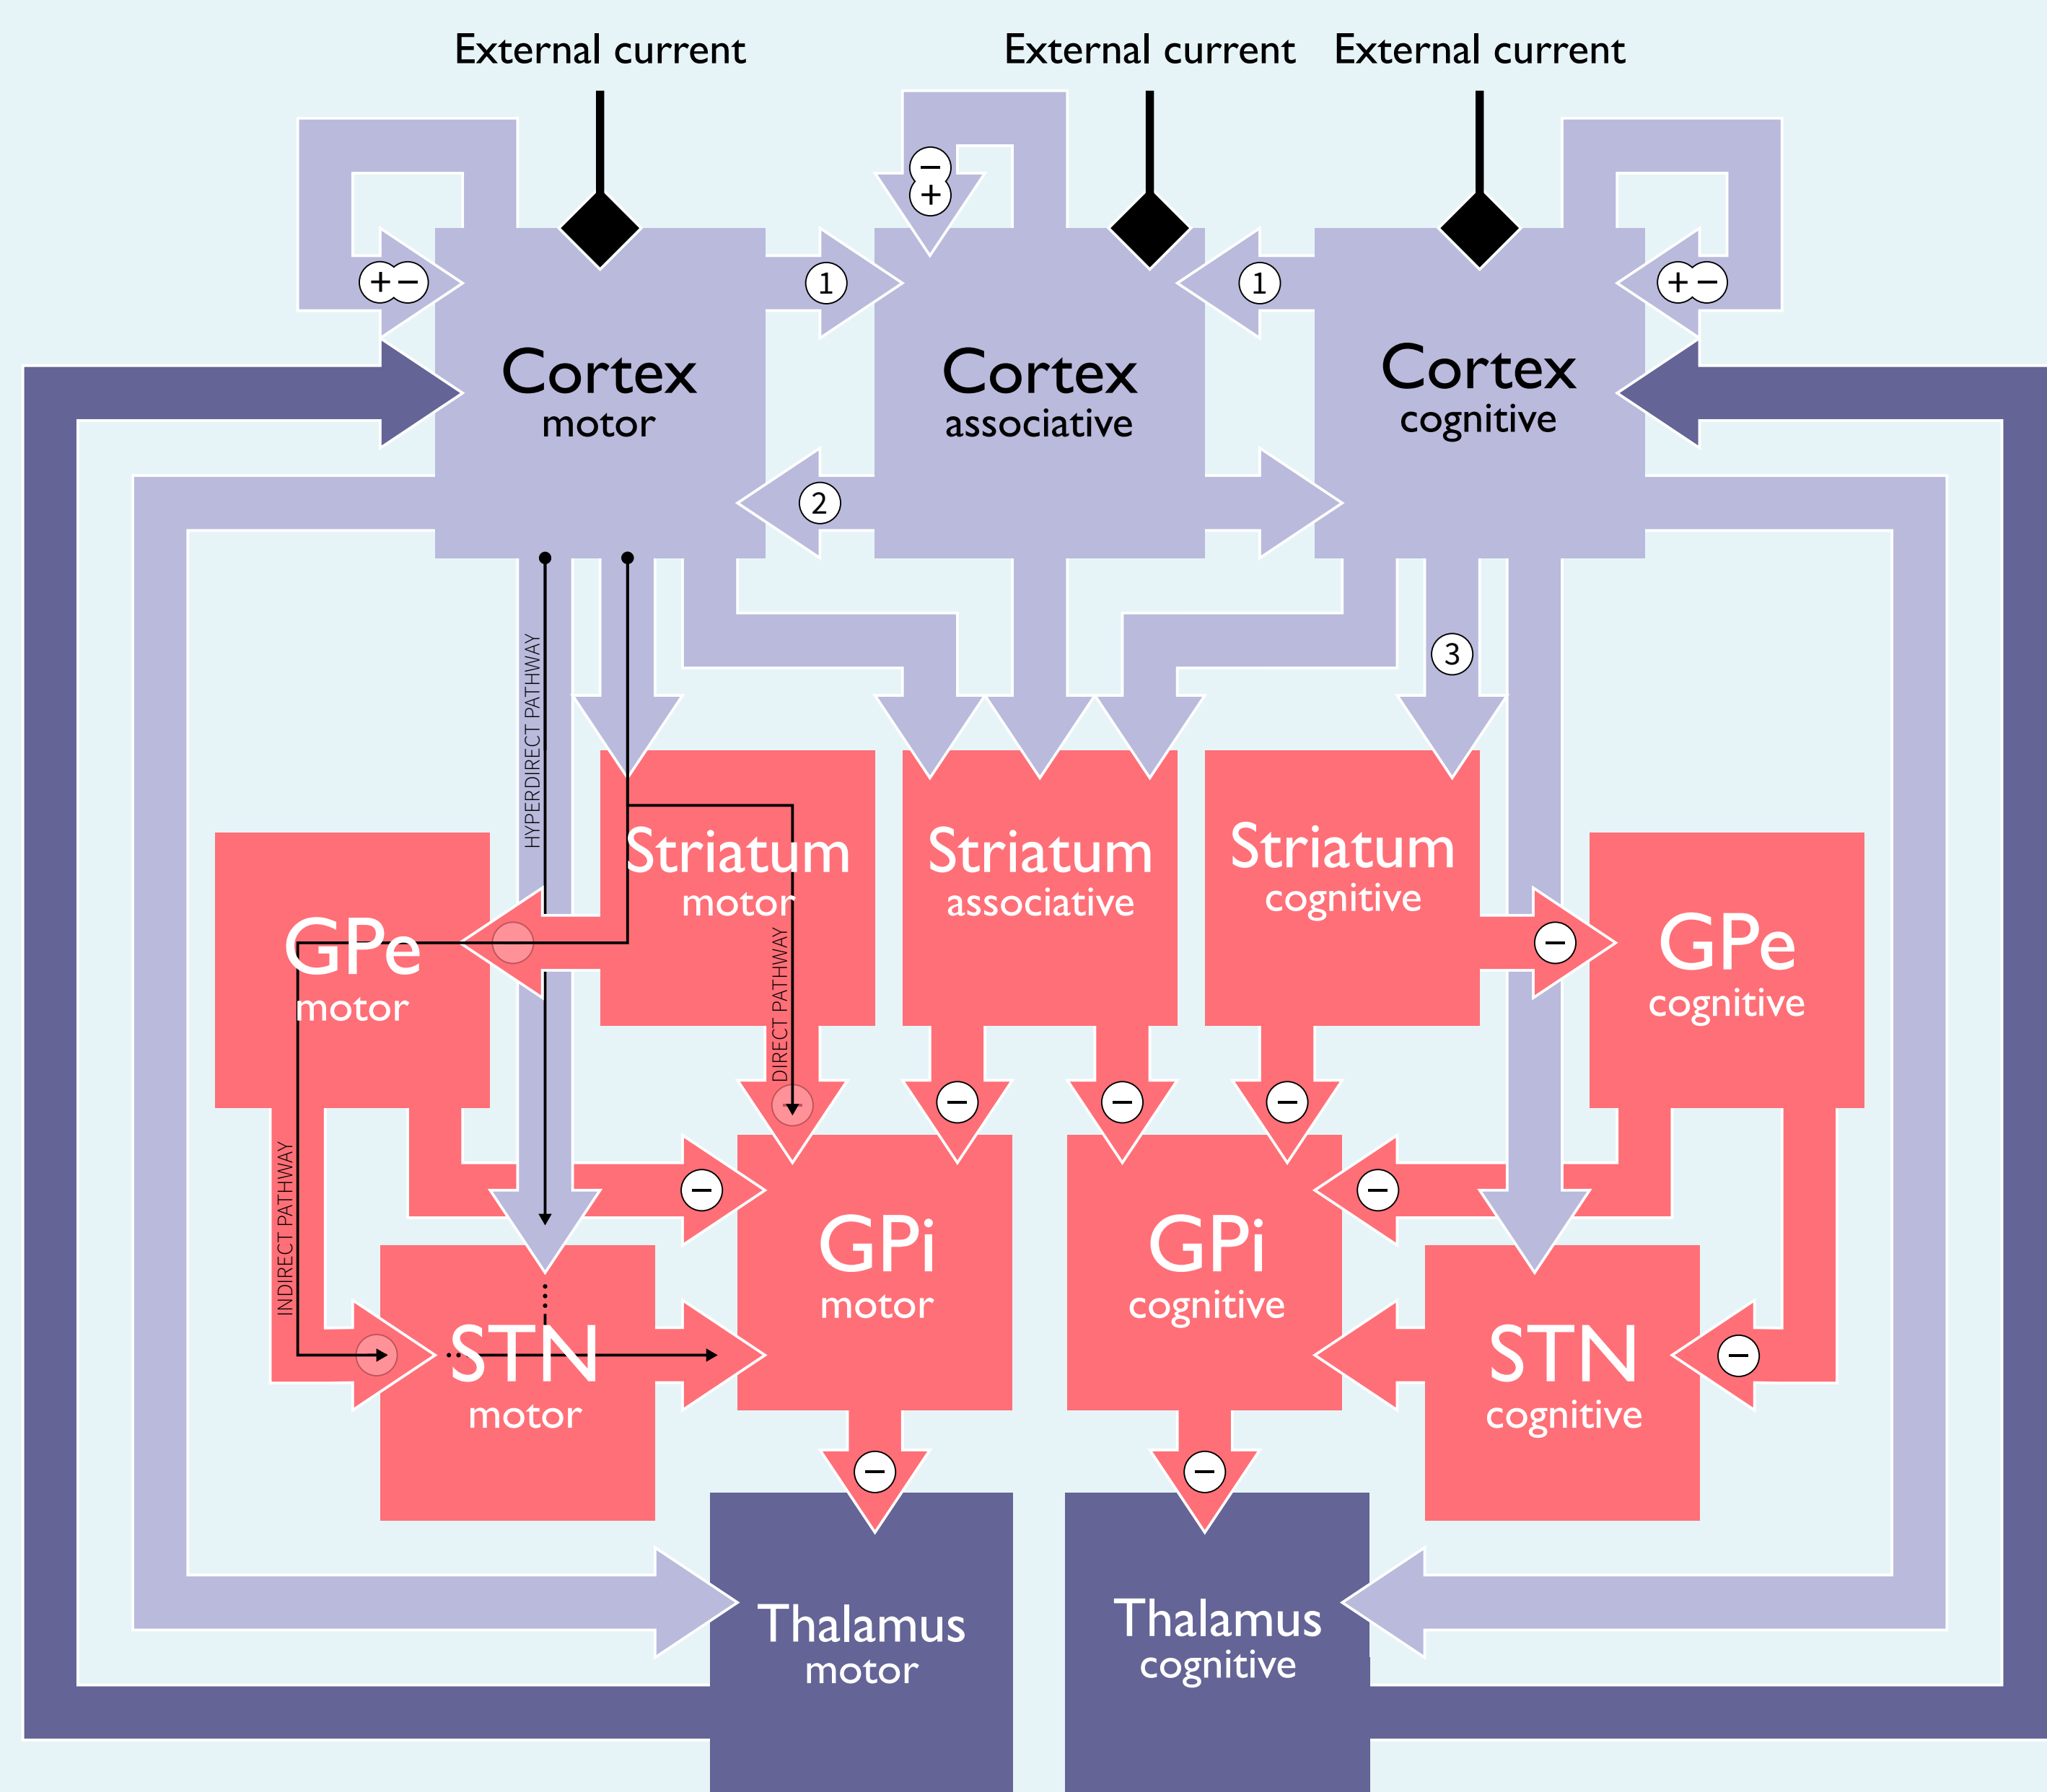 External current
External current
External current
−
+
+ −
1
1
+ −
Cortex
motor
Cortex
associative
Cortex
cognitive
2
HYPERDIRECT PATHWAY
3
Striatum
motor
Striatum
associative
Striatum
cognitive
GPe
motor
−
GPe
cognitive
DIRECT PATHWAY
−
−
−
−
INDIRECT PATHWAY
−
−
GPi
motor
GPi
cognitive
STN
motor
STN
cognitive
−
−
−
Thalamus
motor
Thalamus
cognitive